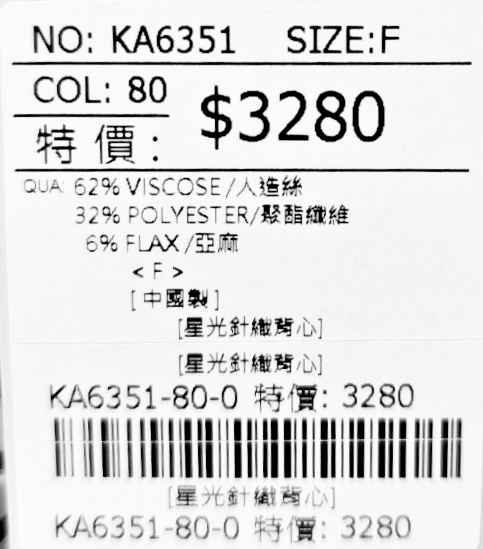 NO: KA6351 SIZE:F
COL: 80
$3280
特價:
QUA: 62% VISCOSE/人造絲
32% POLYESTER/聚酯纖維
6% FLAX/亞麻
<F>
[中國製]
[星光針織背心]
[星光針織背心]
KA6351-80-0 特價: 3280
[星光針織背心]
KA6351-80-0 特價: 3280